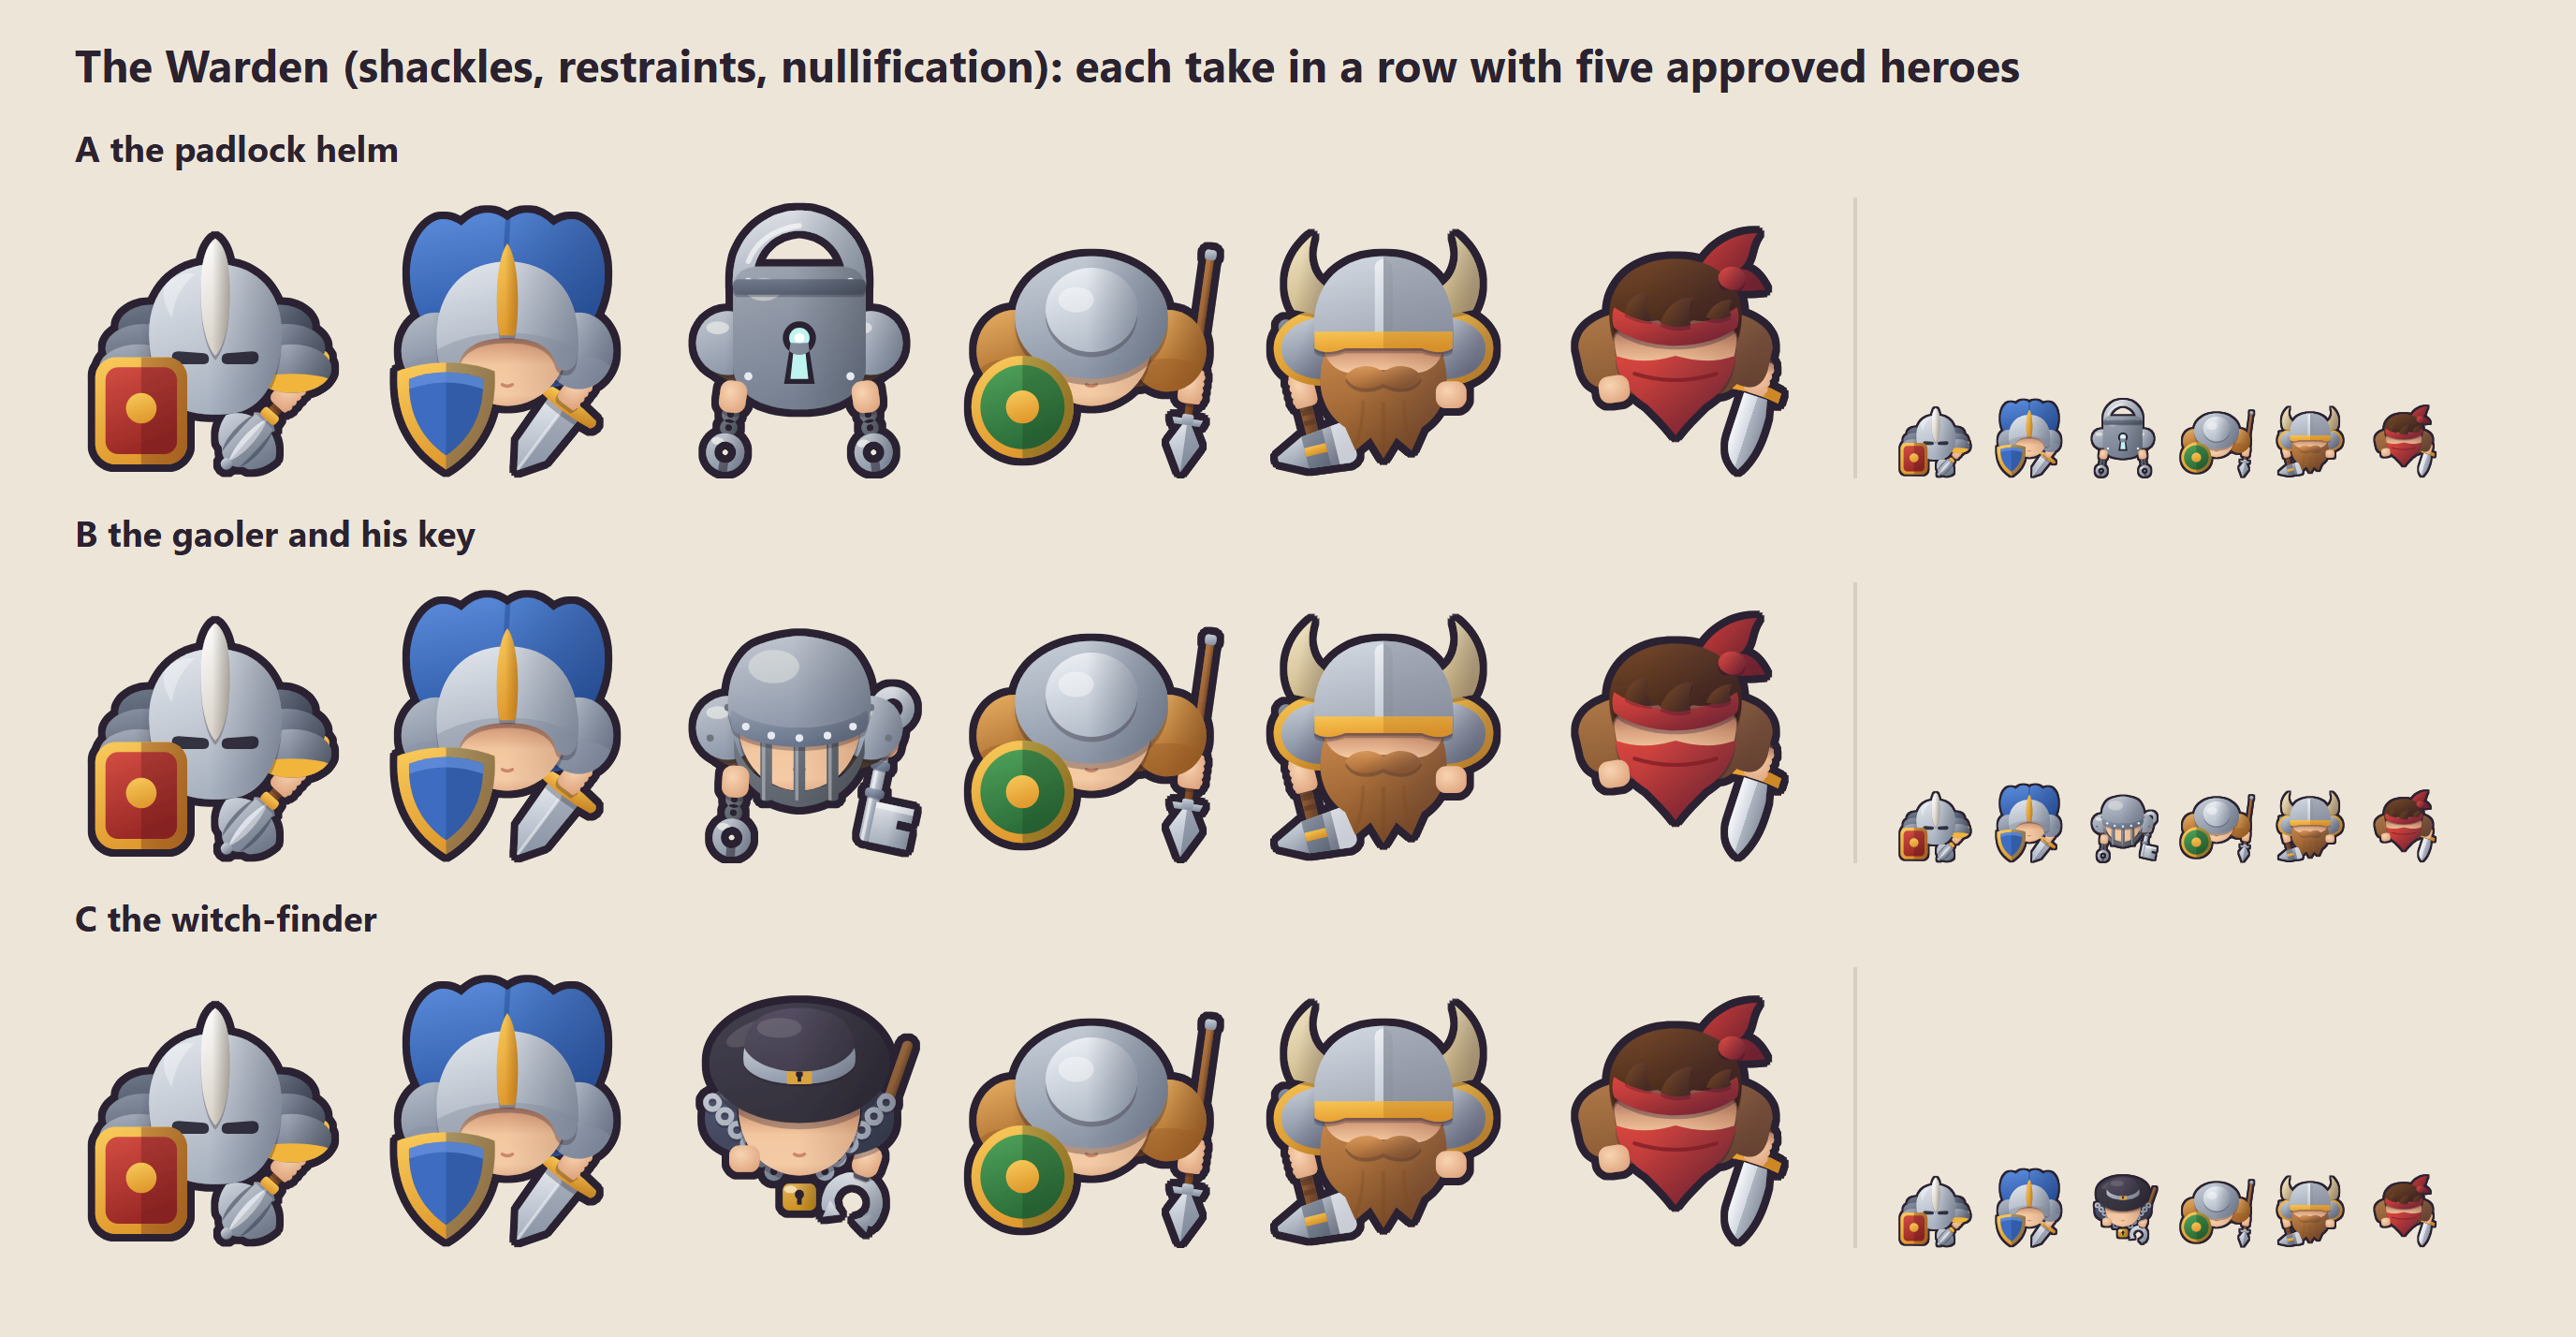 The Warden (shackles, restraints, nullification): each take in a row with five approved heroes
A the padlock helm
B the gaoler and his key
C the witch-finder